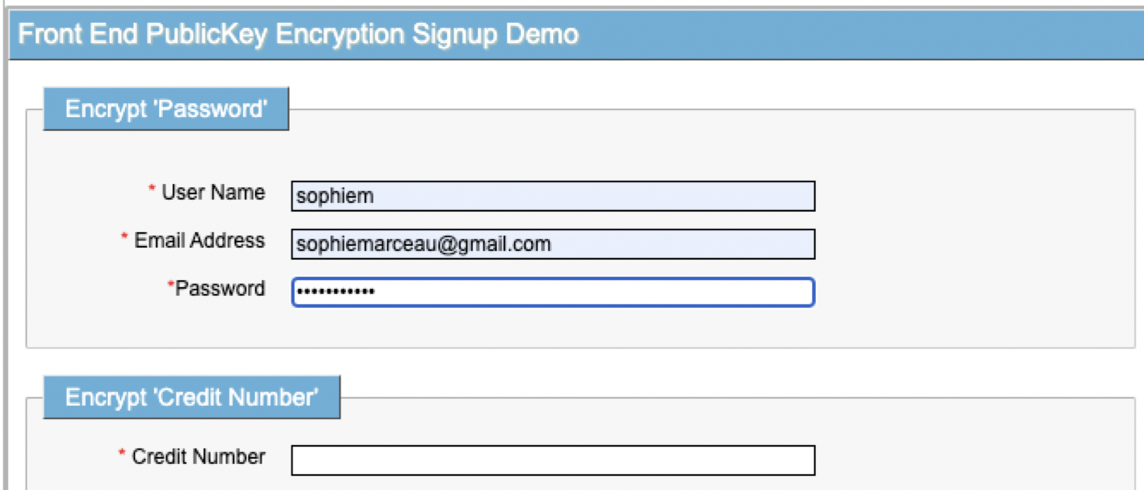 Front End PublicKey Encryption Signup Demo
Encrypt 'Password'
* User Name sophiem
* Email Address sophiemarceau@gmail.com
*Password •••••••••••
Encrypt 'Credit Number'
* Credit Number